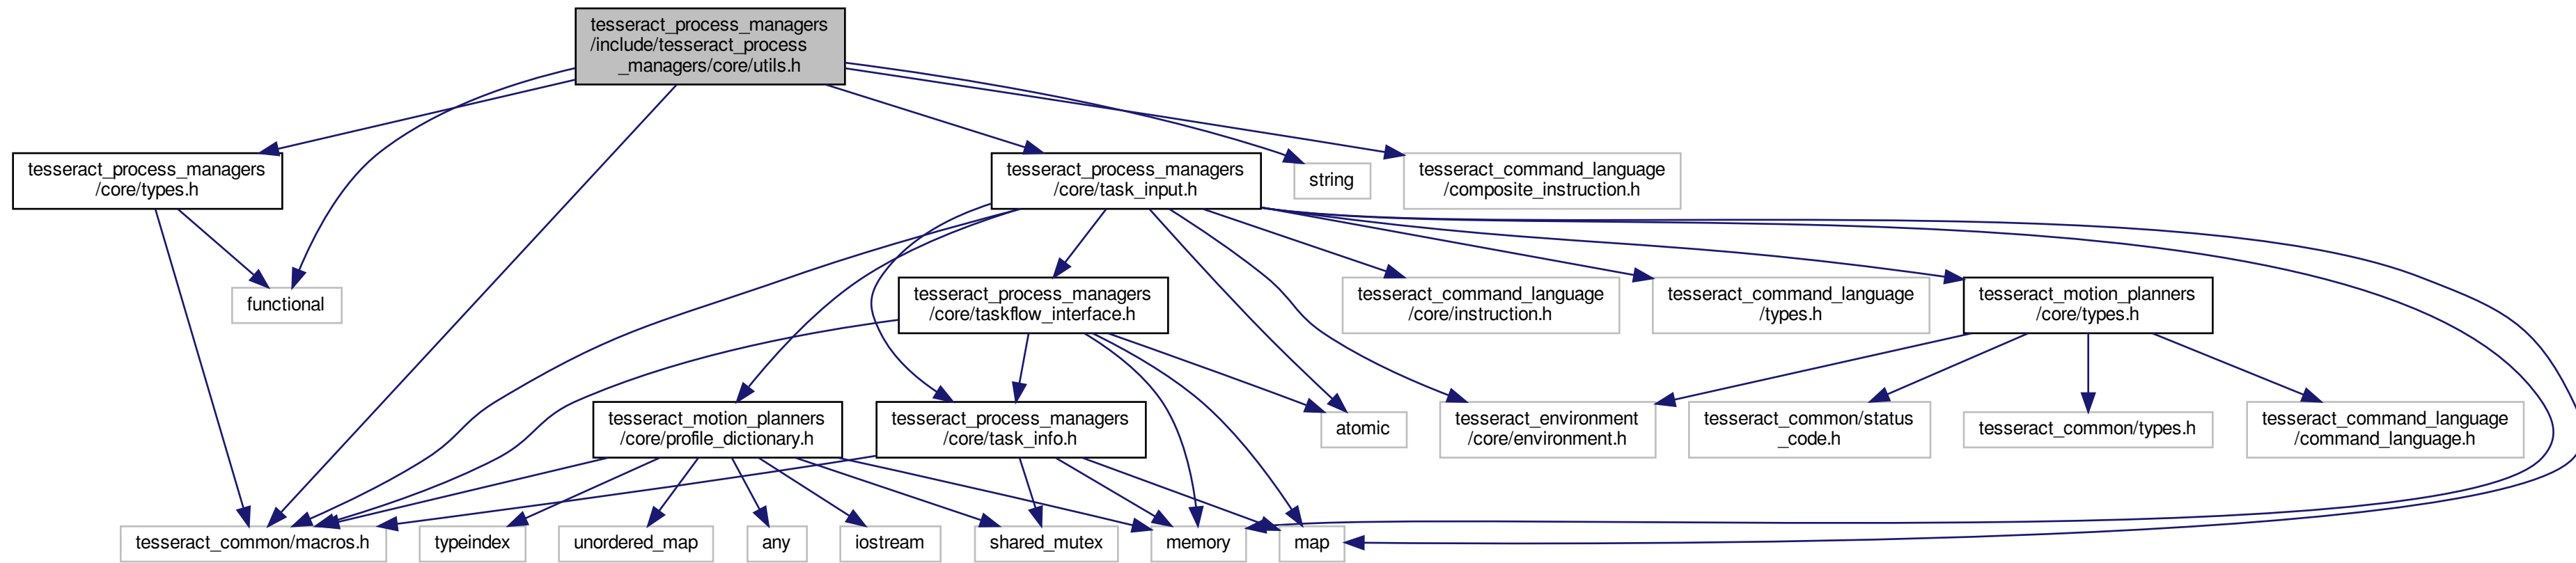 tesseract_process_managers
/include/tesseract_process
_managers/core/utils.h
tesseract_process_managers
/core/types.h
tesseract_process_managers
/core/task_input.h
string
tesseract_command_language
/composite_instruction.h
functional
tesseract_process_managers
/core/taskflow_interface.h
tesseract_command_language
/core/instruction.h
tesseract_command_language
/types.h
tesseract_motion_planners
/core/types.h
tesseract_motion_planners
/core/profile_dictionary.h
tesseract_process_managers
/core/task_info.h
atomic
tesseract_environment
/core/environment.h
tesseract_common/status
_code.h
tesseract_common/types.h
tesseract_command_language
/command_language.h
tesseract_common/macros.h
typeindex
unordered_map
any
iostream
shared_mutex
memory
map